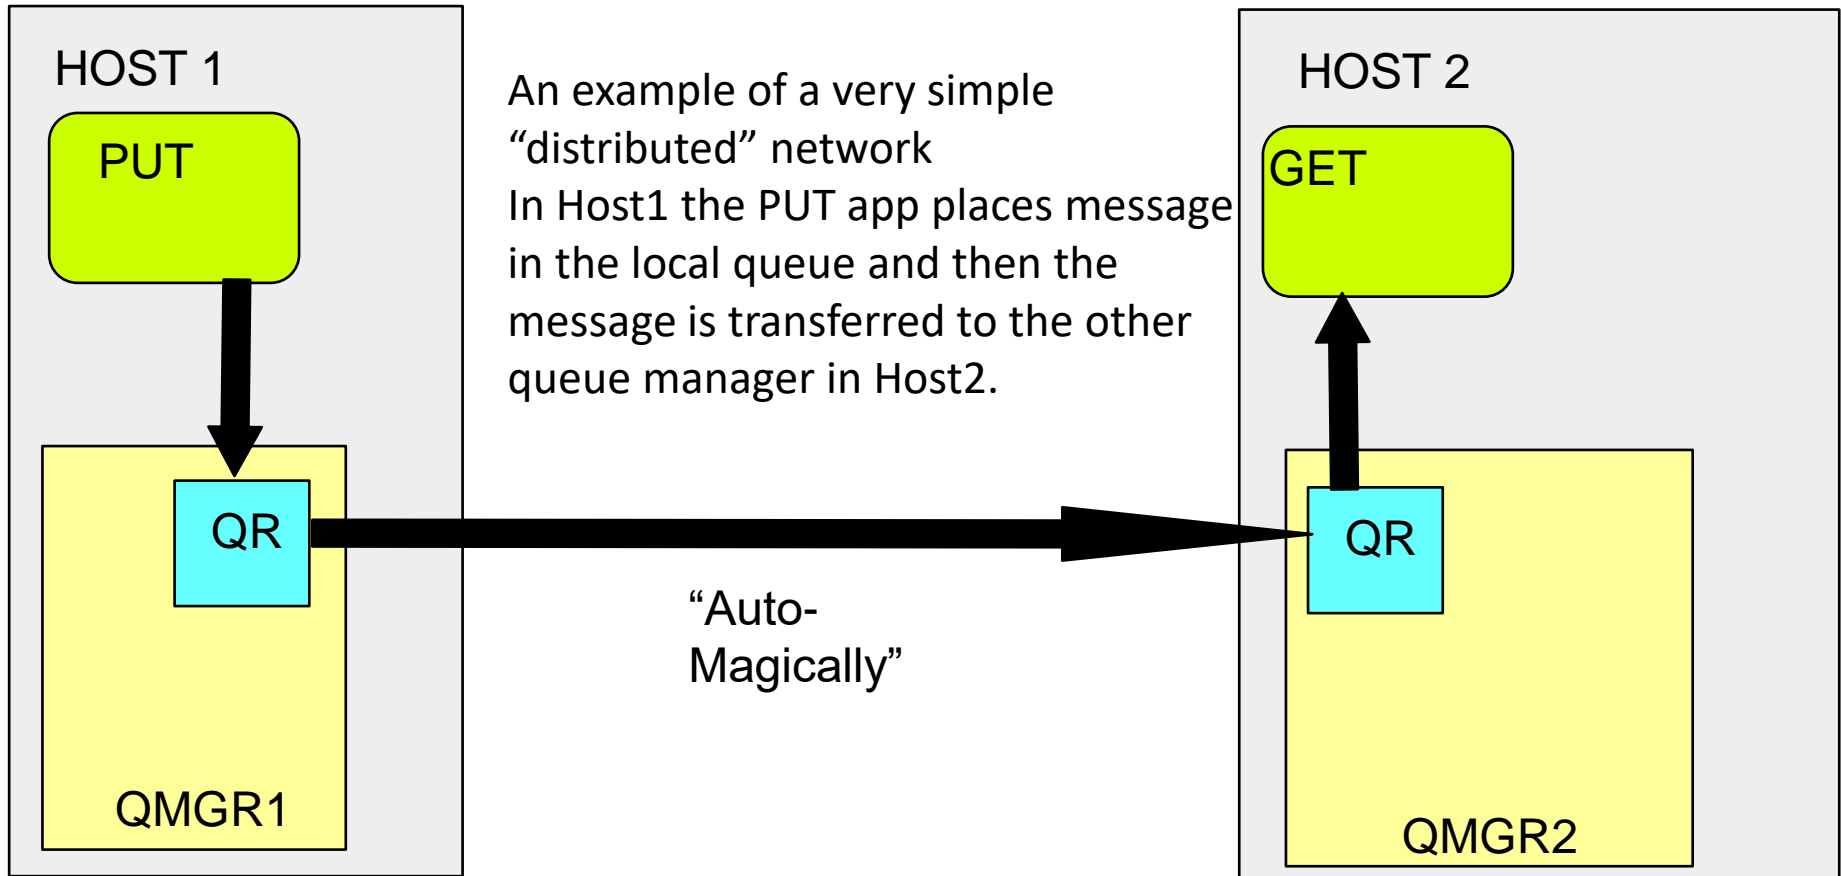 HOST 1
PUT
QR
QMGR1
An example of a very simple
“distributed” network
In Host1 the PUT app places message
in the local queue and then the
message is transferred to the other
queue manager in Host2.
“Auto-
Magically”
HOST 2
GET
QR
QMGR2